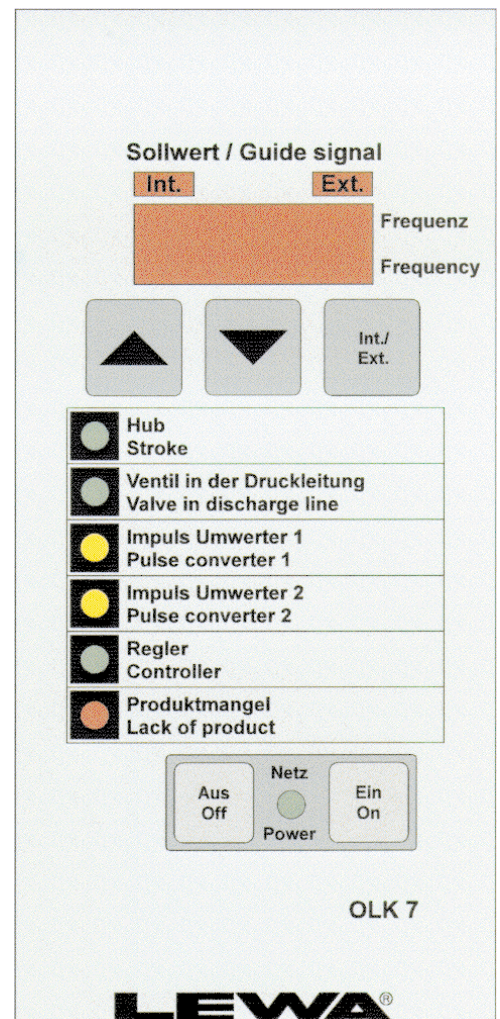 Sollwert / Guide signal
Int. Ext.
Frequenz
Frequency
Int./
Ext.
Hub
Stroke
Ventil in der Druckleitung
Valve in discharge line
Impuls Umwerter 1
Pulse converter 1
Impuls Umwerter 2
Pulse converter 2
Regler
Controller
Produktmangel
Lack of product
Netz
Aus
Off
Ein
On
Power
OLK 7
LEWA®